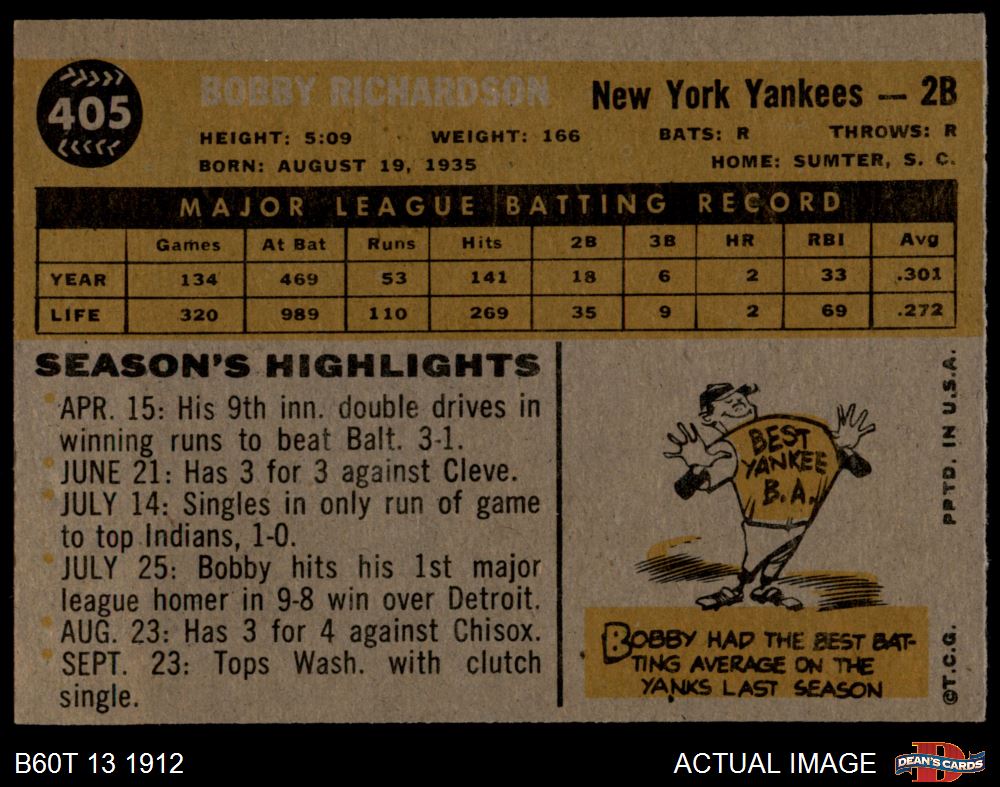 405
BOBBY RICHARDSON
New York Yankees — 2B
HEIGHT: 5:09 WEIGHT: 166 BATS: R THROWS: R
BORN: AUGUST 19, 1935 HOME: SUMTER, S. C.
MAJOR LEAGUE BATTING RECORD
Games At Bat Runs Hits 2B 3B HR RBI Avg
YEAR 134 469 53 141 18 6 2 33 .301
LIFE 320 989 110 269 35 9 2 69 .272
SEASON'S HIGHLIGHTS
APR. 15: His 9th inn. double drives in
winning runs to beat Balt. 3-1.
JUNE 21: Has 3 for 3 against Cleve.
JULY 14: Singles in only run of game
to top Indians, 1-0.
JULY 25: Bobby hits his 1st major
league homer in 9-8 win over Detroit.
AUG. 23: Has 3 for 4 against Chisox.
SEPT. 23: Tops Wash. with clutch
single.
BEST
YANKEE
B.A.
BOBBY HAD THE BEST BAT-
TING AVERAGE ON THE
YANKS LAST SEASON
©T.C.G. PPTD. IN U.S.A.
B60T 13 1912
ACTUAL IMAGE
D
DEAN'S CARDS